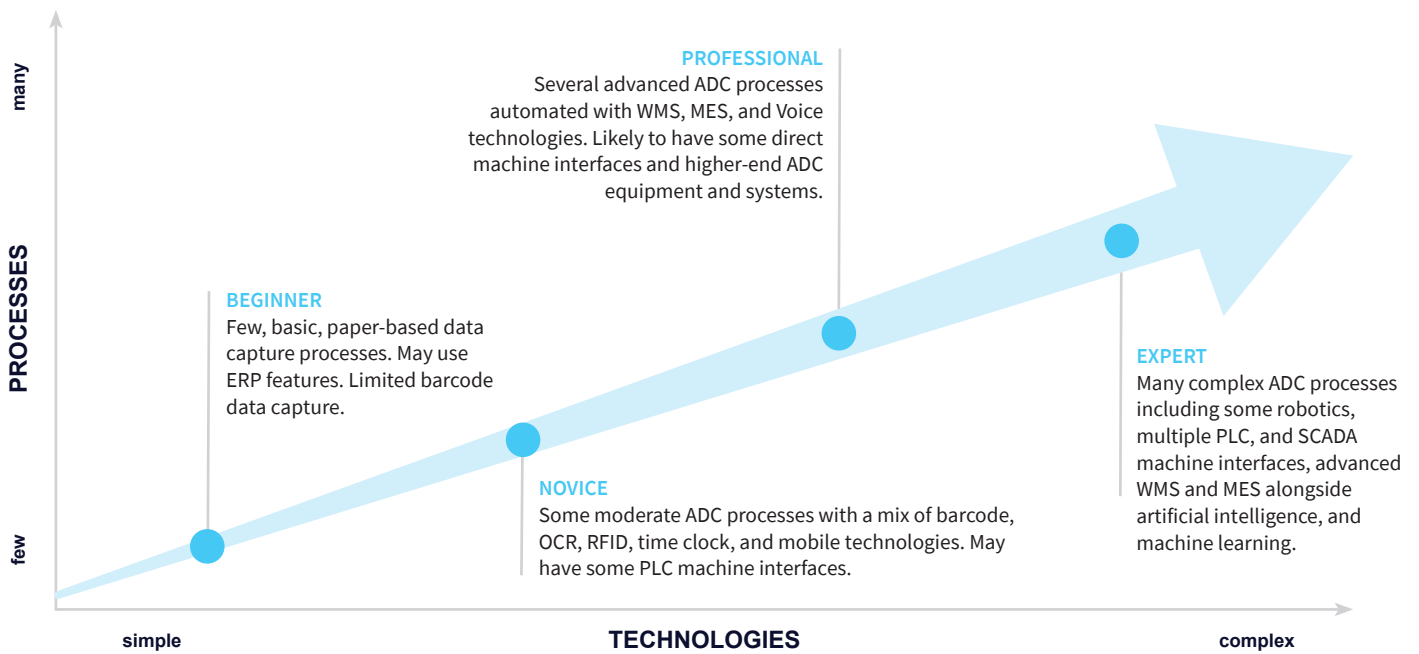 many
PROCESSES
few
PROFESSIONAL
Several advanced ADC processes
automated with WMS, MES, and Voice
technologies. Likely to have some direct
machine interfaces and higher-end ADC
equipment and systems.
BEGINNER
Few, basic, paper-based data
capture processes. May use
ERP features. Limited barcode
data capture.
NOVICE
Some moderate ADC processes with a mix of barcode,
OCR, RFID, time clock, and mobile technologies. May
have some PLC machine interfaces.
EXPERT
Many complex ADC processes
including some robotics,
multiple PLC, and SCADA
machine interfaces, advanced
WMS and MES alongside
artificial intelligence, and
machine learning.
simple
TECHNOLOGIES
complex